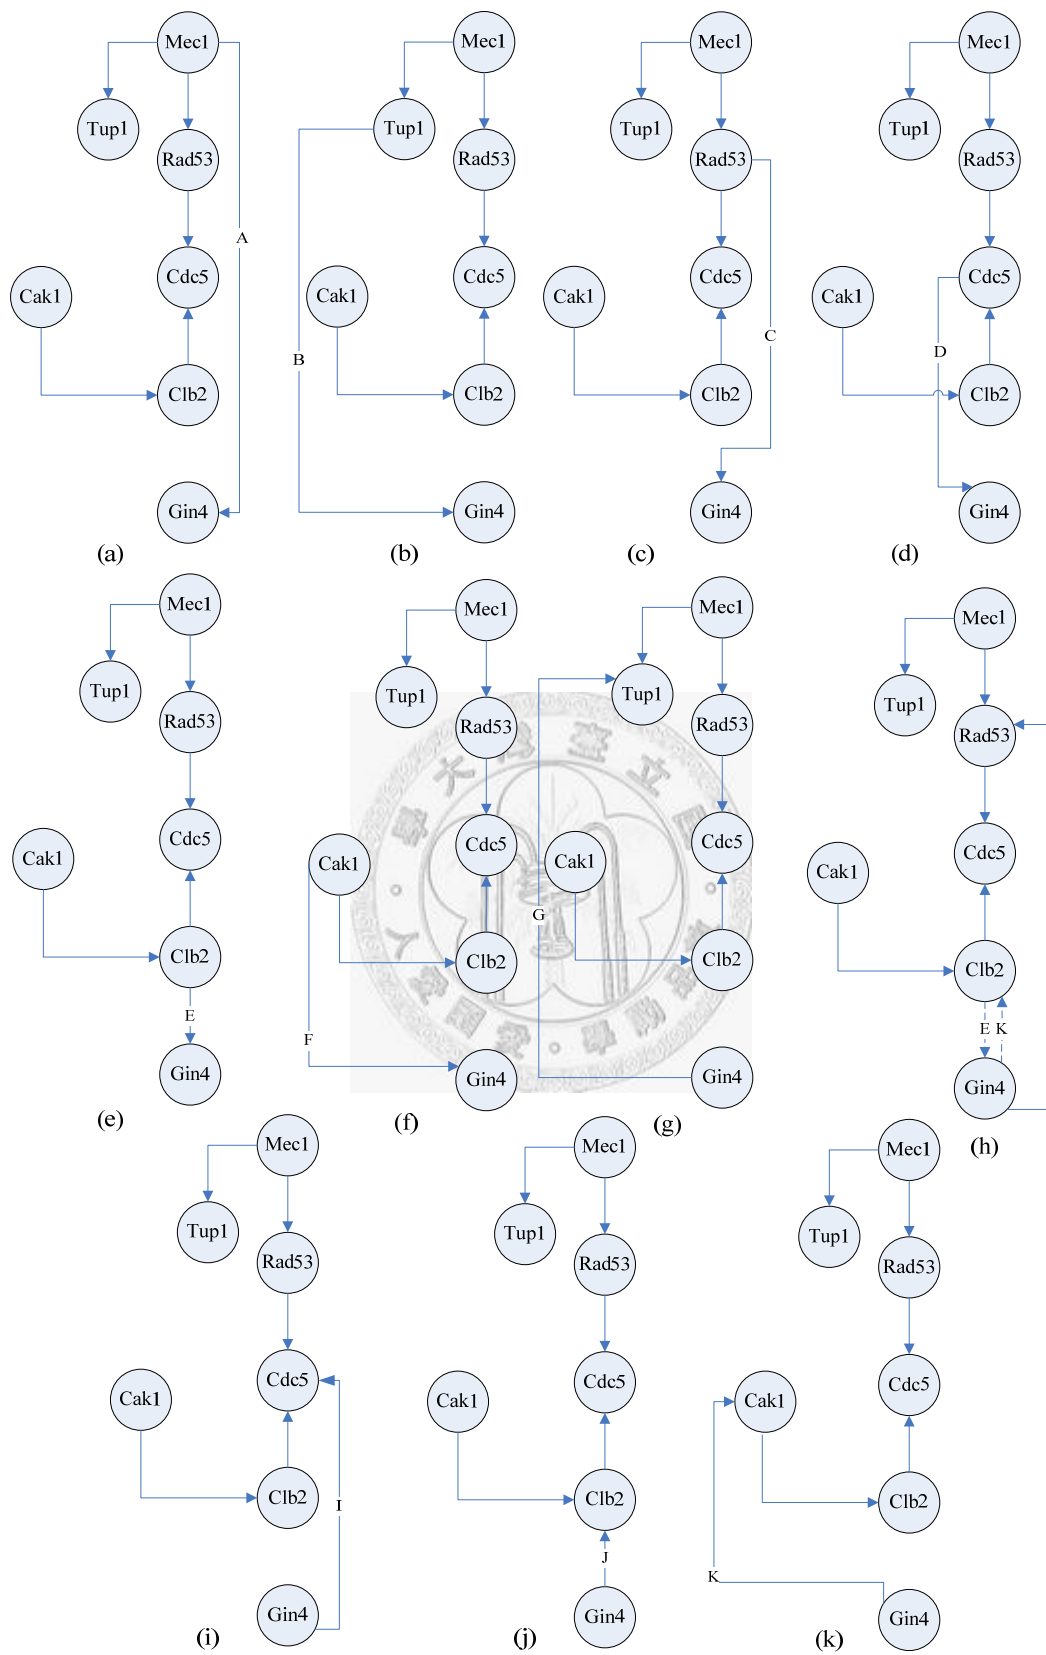 Mec1
Tup1
Rad53
A
Cdc5
Cak1
Clb2
Gin4
(a)
Mec1
Tup1
Rad53
Cdc5
Cak1
B
Clb2
Gin4
(b)
Mec1
Tup1
Rad53
Cdc5
Cak1
C
Clb2
Gin4
(c)
Mec1
Tup1
Rad53
Cdc5
Cak1
D
Clb2
Gin4
(d)
Mec1
Tup1
Rad53
Cdc5
Cak1
Clb2
E
Gin4
(e)
Mec1
Tup1
Rad53
Cdc5
Cak1
Clb2
F
Gin4
(f)
Mec1
Tup1
Rad53
Cdc5
Cak1
G
Clb2
Gin4
(g)
Mec1
Tup1
Rad53
Cdc5
Cak1
Clb2
E K
Gin4
(h)
Mec1
Tup1
Rad53
Cdc5
Cak1
Clb2
I
Gin4
(i)
Mec1
Tup1
Rad53
Cdc5
Cak1
Clb2
J
Gin4
(j)
Mec1
Tup1
Rad53
Cdc5
Cak1
Clb2
K
Gin4
(k)